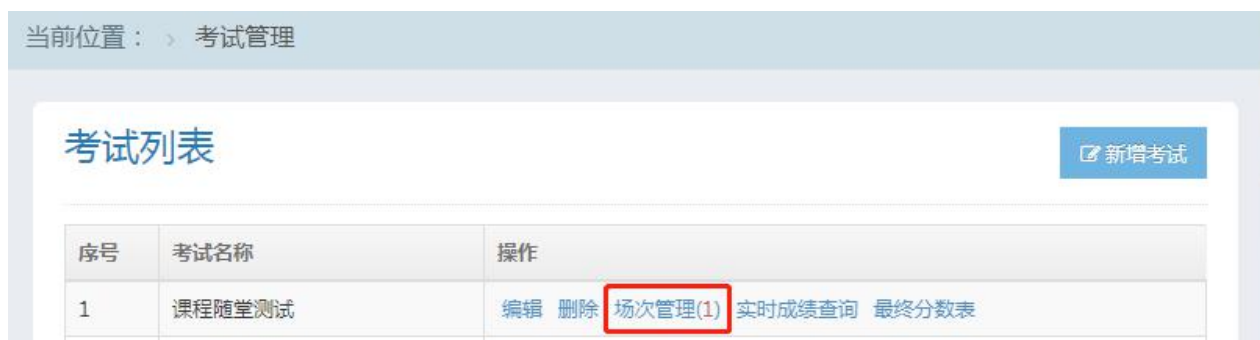 当前位置： › 考试管理
考试列表
新增考试
序号 考试名称 操作
1 课程随堂测试 编辑 删除 场次管理(1) 实时成绩查询 最终分数表